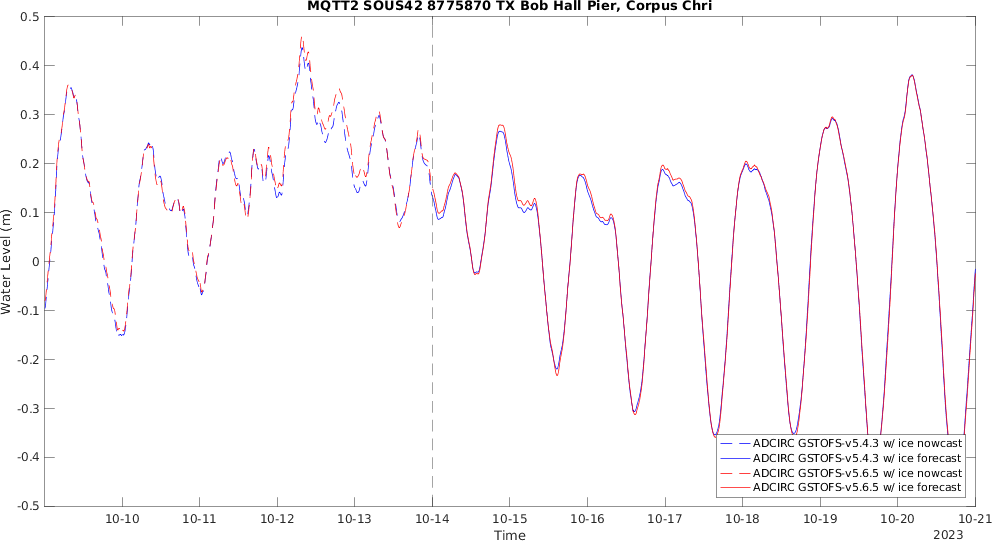 MQTT2 SOUS42 8775870 TX Bob Hall Pier, Corpus Chri
0.5
0.4
0.3
0.2
0.1
0
-0.1
-0.2
-0.3
-0.4
-0.5
Water Level (m)
ADCIRC GSTOFS-v5.4.3 w/ ice nowcast
ADCIRC GSTOFS-v5.4.3 w/ ice forecast
ADCIRC GSTOFS-v5.6.5 w/ ice nowcast
ADCIRC GSTOFS-v5.6.5 w/ ice forecast
10-10 10-11 10-12 10-13 10-14 10-15 10-16 10-17 10-18 10-19 10-20 10-21
Time
2023